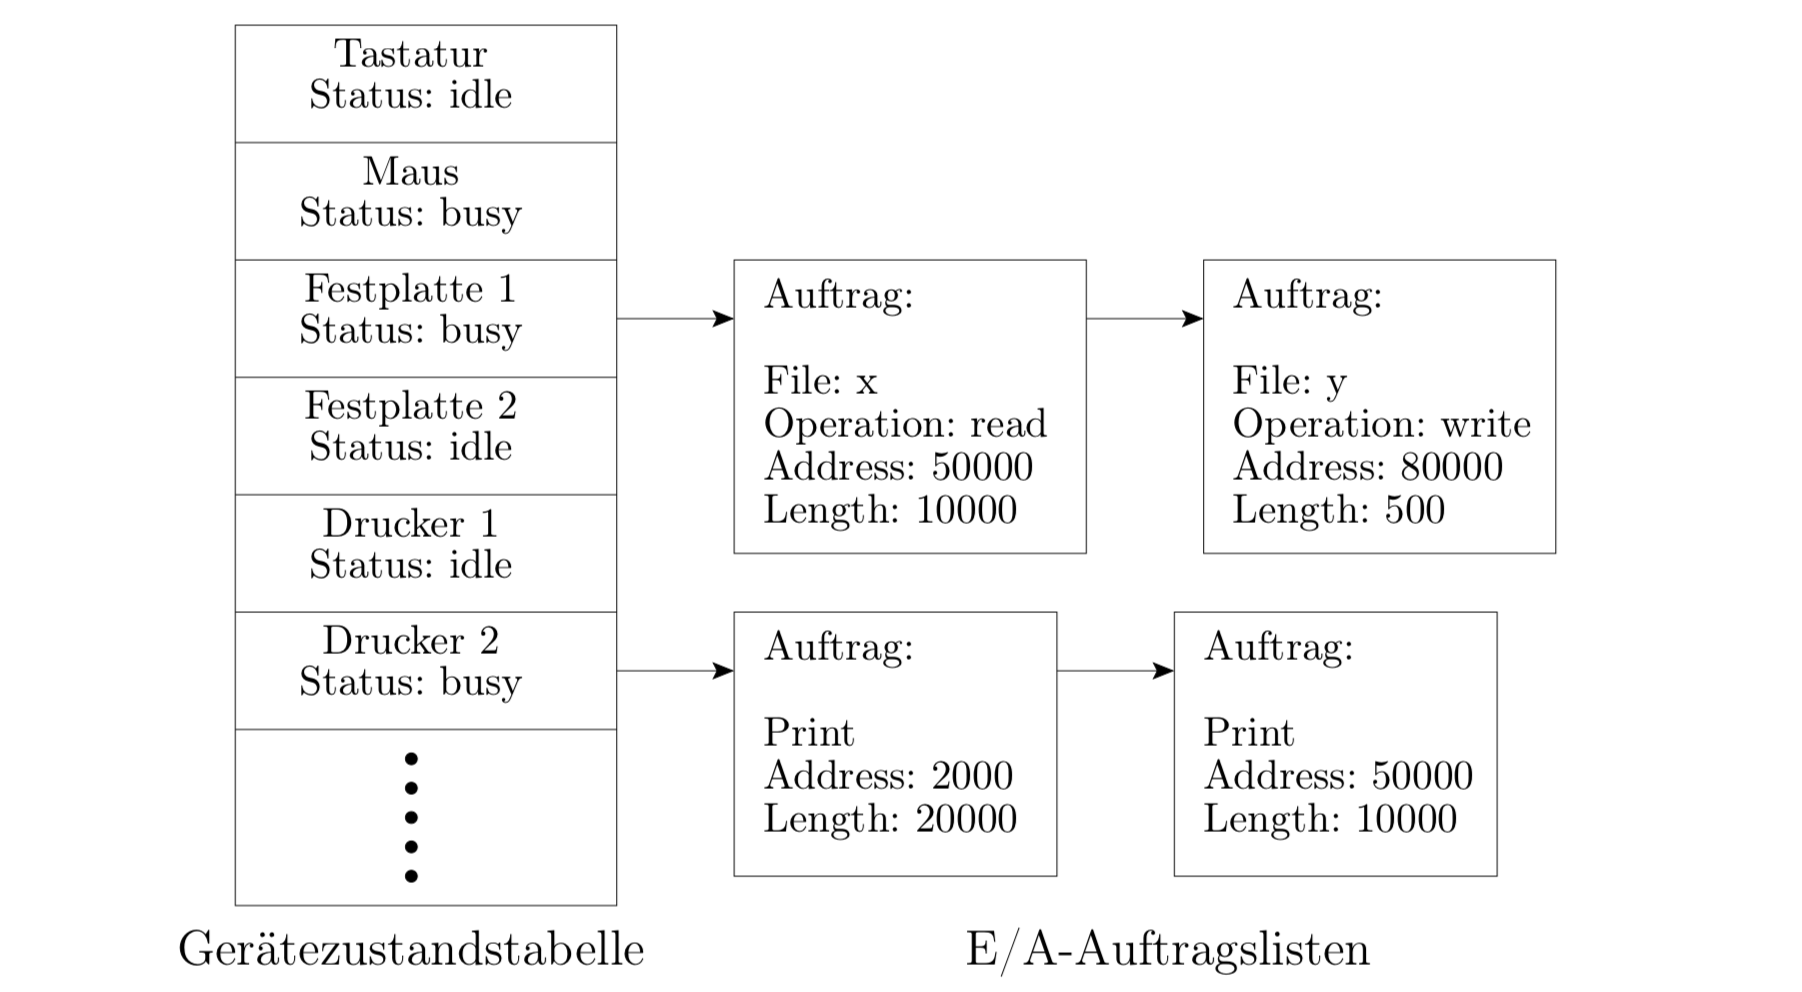 Tastatur
Status: idle
Maus
Status: busy
Festplatte 1
Status: busy
Festplatte 2
Status: idle
Drucker 1
Status: idle
Drucker 2
Status: busy
Auftrag:
File: x
Operation: read
Address: 50000
Length: 10000
Auftrag:
File: y
Operation: write
Address: 80000
Length: 500
Auftrag:
Print
Address: 2000
Length: 20000
Auftrag:
Print
Address: 50000
Length: 10000
Gerätezustandstabelle
E/A-Auftragslisten